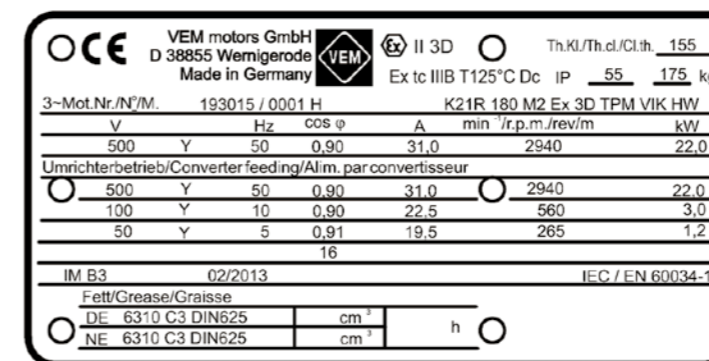 CE VEM motors GmbH VEM Ex II 3D Th.Kl./Th.cl./Cl.th. 155
D 38855 Wernigerode
Made in Germany Ex tc IIIB T125°C Dc IP 55 175 kg
3~Mot.Nr./N°/M. 193015 / 0001 H K21R 180 M2 Ex 3D TPM VIK HW
V Hz cos φ A min⁻¹/r.p.m./rev/m kW
500 Y 50 0,90 31,0 2940 22,0
Umrichterbetrieb/Converter feeding/Alim. par convertisseur
500 Y 50 0,90 31,0 2940 22,0
100 Y 10 0,90 22,5 560 3,0
50 Y 5 0,91 19,5 265 1,2
16
IM B3 02/2013 IEC / EN 60034-1
Fett/Grease/Graisse
DE 6310 C3 DIN625 cm³ h
NE 6310 C3 DIN625 cm³